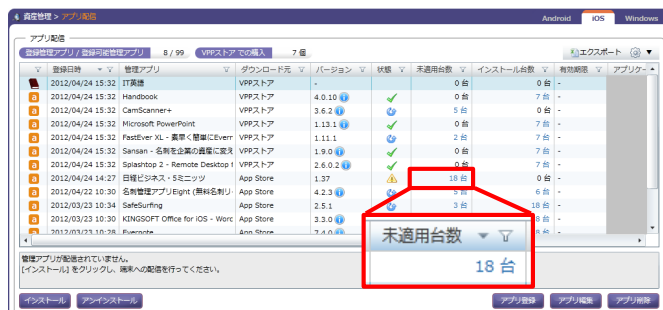 資産管理 > アプリ配信
Android iOS Windows
アプリ配信
登録管理アプリ / 登録可能管理アプリ 8 / 99 VPPストア での購入 7 個 エクスポート
登録日時 管理アプリ ダウンロード元 バージョン 状態 未適用台数 インストール台数 有効期限 アプリケー
2012/04/24 15:32 IT英語 VPPストア - 0 台 0 台 -
2012/04/24 15:32 Handbook VPPストア 4.0.10 0 台 7 台 -
2012/04/24 15:32 CamScanner+ VPPストア 3.6.2 5 台 0 台 -
2012/04/24 15:32 Microsoft PowerPoint VPPストア 1.13.1 0 台 7 台 -
2012/04/24 15:32 FastEver XL - 素早く簡単にEvern VPPストア 1.11.1 2 台 7 台 -
2012/04/24 15:32 Sansan - 名刺を企業の資産に変え VPPストア 1.9.0 0 台 7 台 -
2012/04/24 15:32 Splashtop 2 - Remote Desktop f VPPストア 2.6.0.2 0 台 7 台 -
2012/04/24 14:27 日経ビジネス・5ミニッツ App Store 1.37 18 台 0 台 -
2012/04/22 10:30 名刺管理アプリEight (無料名刺リ App Store 4.2.3 5 台 6 台 -
2012/03/23 10:34 SafeSurfing App Store 2.5.1 3 台 18 台 -
2012/03/23 10:30 KINGSOFT Office for iOS - Worc App Store 3.3.0 8 台 -
2012/03/23 10:28 Evernote App Store 7.4.0 8 台 -
未適用台数
18 台
管理アプリが配信されていません。
[インストール] をクリックし、端末への配信を行ってください。
インストール アンインストール アプリ登録 アプリ編集 アプリ削除